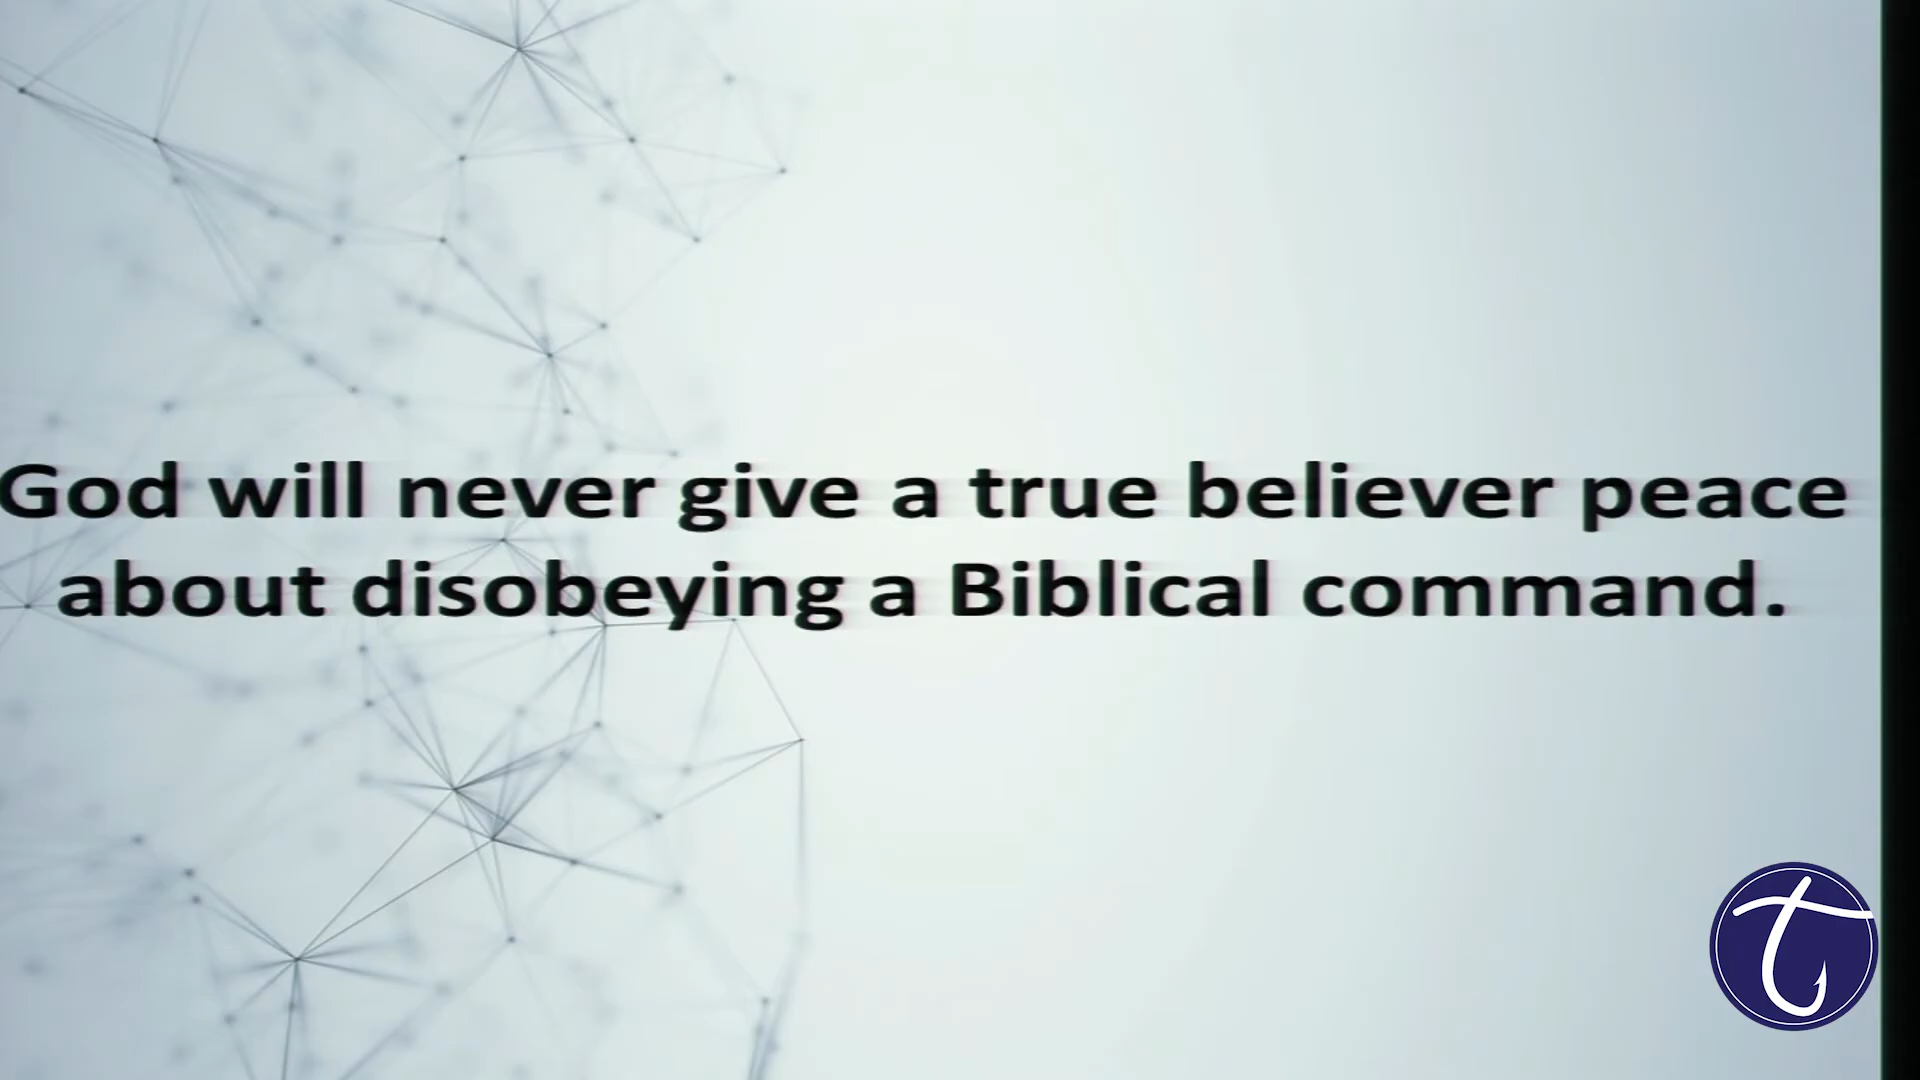 God will never give a true believer peace
about disobeying a Biblical command.
t